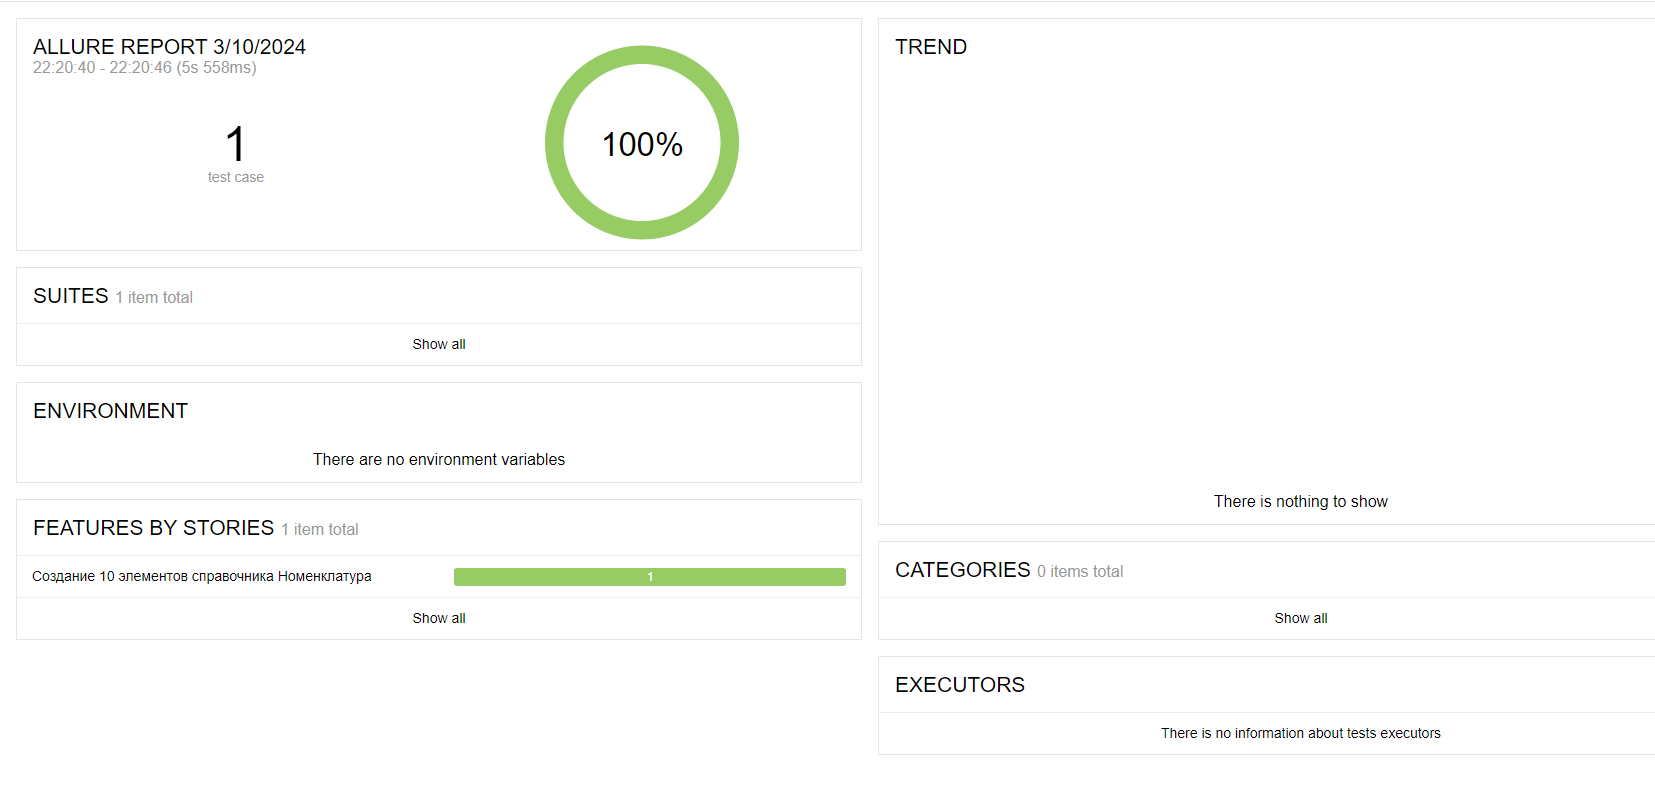 ALLURE REPORT 3/10/2024
22:20:40 - 22:20:46 (5s 558ms)
1
test case
100%
SUITES 1 item total
Show all
ENVIRONMENT
There are no environment variables
FEATURES BY STORIES 1 item total
Создание 10 элементов справочника Номенклатура 1
Show all
TREND
There is nothing to show
CATEGORIES 0 items total
Show all
EXECUTORS
There is no information about tests executors